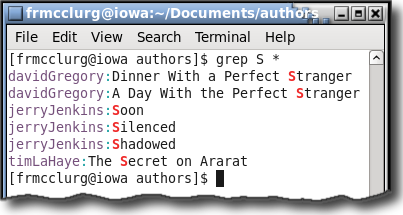 frmcclurg@iowa:~/Documents/authors
File Edit View Search Terminal Help
[frmcclurg@iowa authors]$ grep S *
davidGregory:Dinner With a Perfect Stranger
davidGregory:A Day With the Perfect Stranger
jerryJenkins:Soon
jerryJenkins:Silenced
jerryJenkins:Shadowed
timLaHaye:The Secret on Ararat
[frmcclurg@iowa authors]$